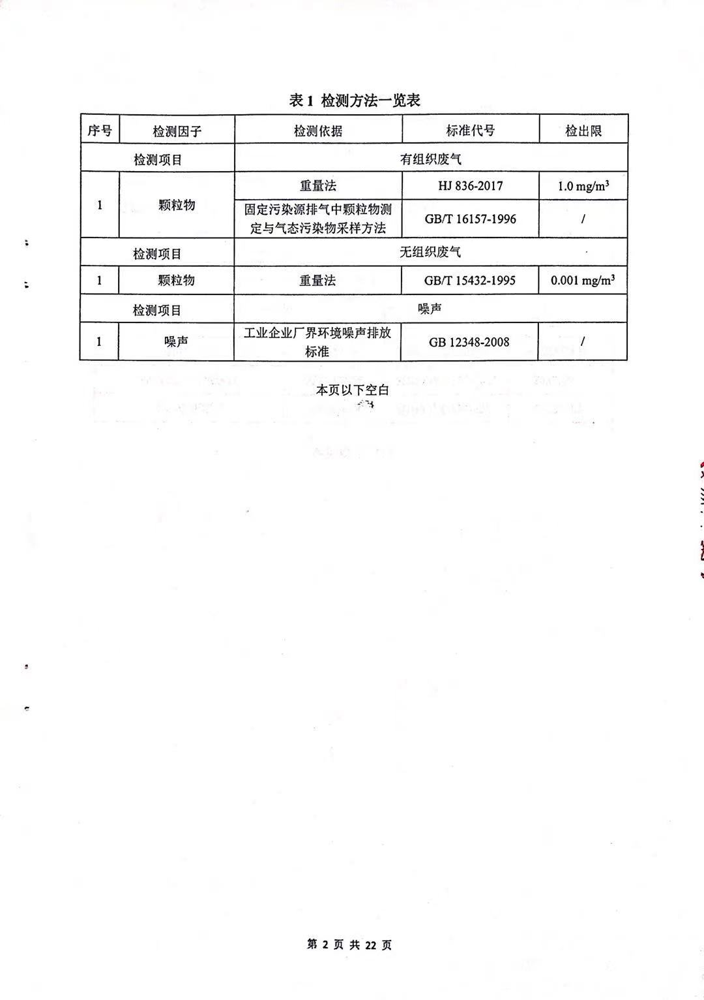 表1 检测方法一览表
序号 检测因子 检测依据 标准代号 检出限
检测项目 有组织废气
1 颗粒物 重量法 HJ 836-2017 1.0 mg/m³
固定污染源排气中颗粒物测
定与气态污染物采样方法 GB/T 16157-1996 /
检测项目 无组织废气
1 颗粒物 重量法 GB/T 15432-1995 0.001 mg/m³
检测项目 噪声
1 噪声 工业企业厂界环境噪声排放
标准 GB 12348-2008 /
本页以下空白
第 2 页 共 22 页